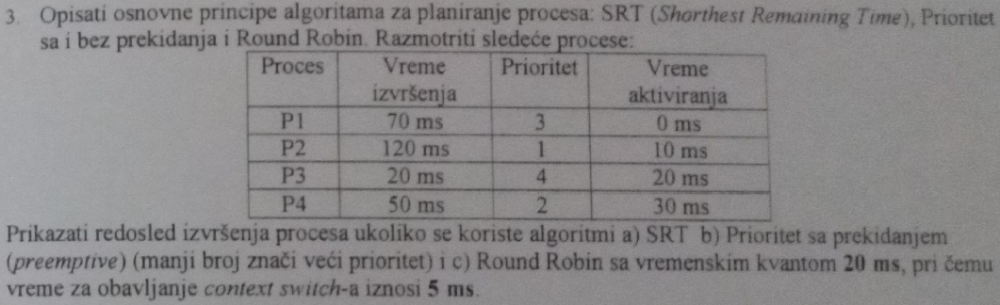 3. Opisati osnovne principe algoritama za planiranje procesa: SRT (Shorthest Remaining Time), Prioritet
sa i bez prekidanja i Round Robin. Razmotriti sledeće procese:
Proces Vreme izvršenja Prioritet Vreme aktiviranja
P1 70 ms 3 0 ms
P2 120 ms 1 10 ms
P3 20 ms 4 20 ms
P4 50 ms 2 30 ms
Prikazati redosled izvršenja procesa ukoliko se koriste algoritmi a) SRT b) Prioritet sa prekidanjem
(preemptive) (manji broj znači veći prioritet) i c) Round Robin sa vremenskim kvantom 20 ms, pri čemu
vreme za obavljanje context switch-a iznosi 5 ms.